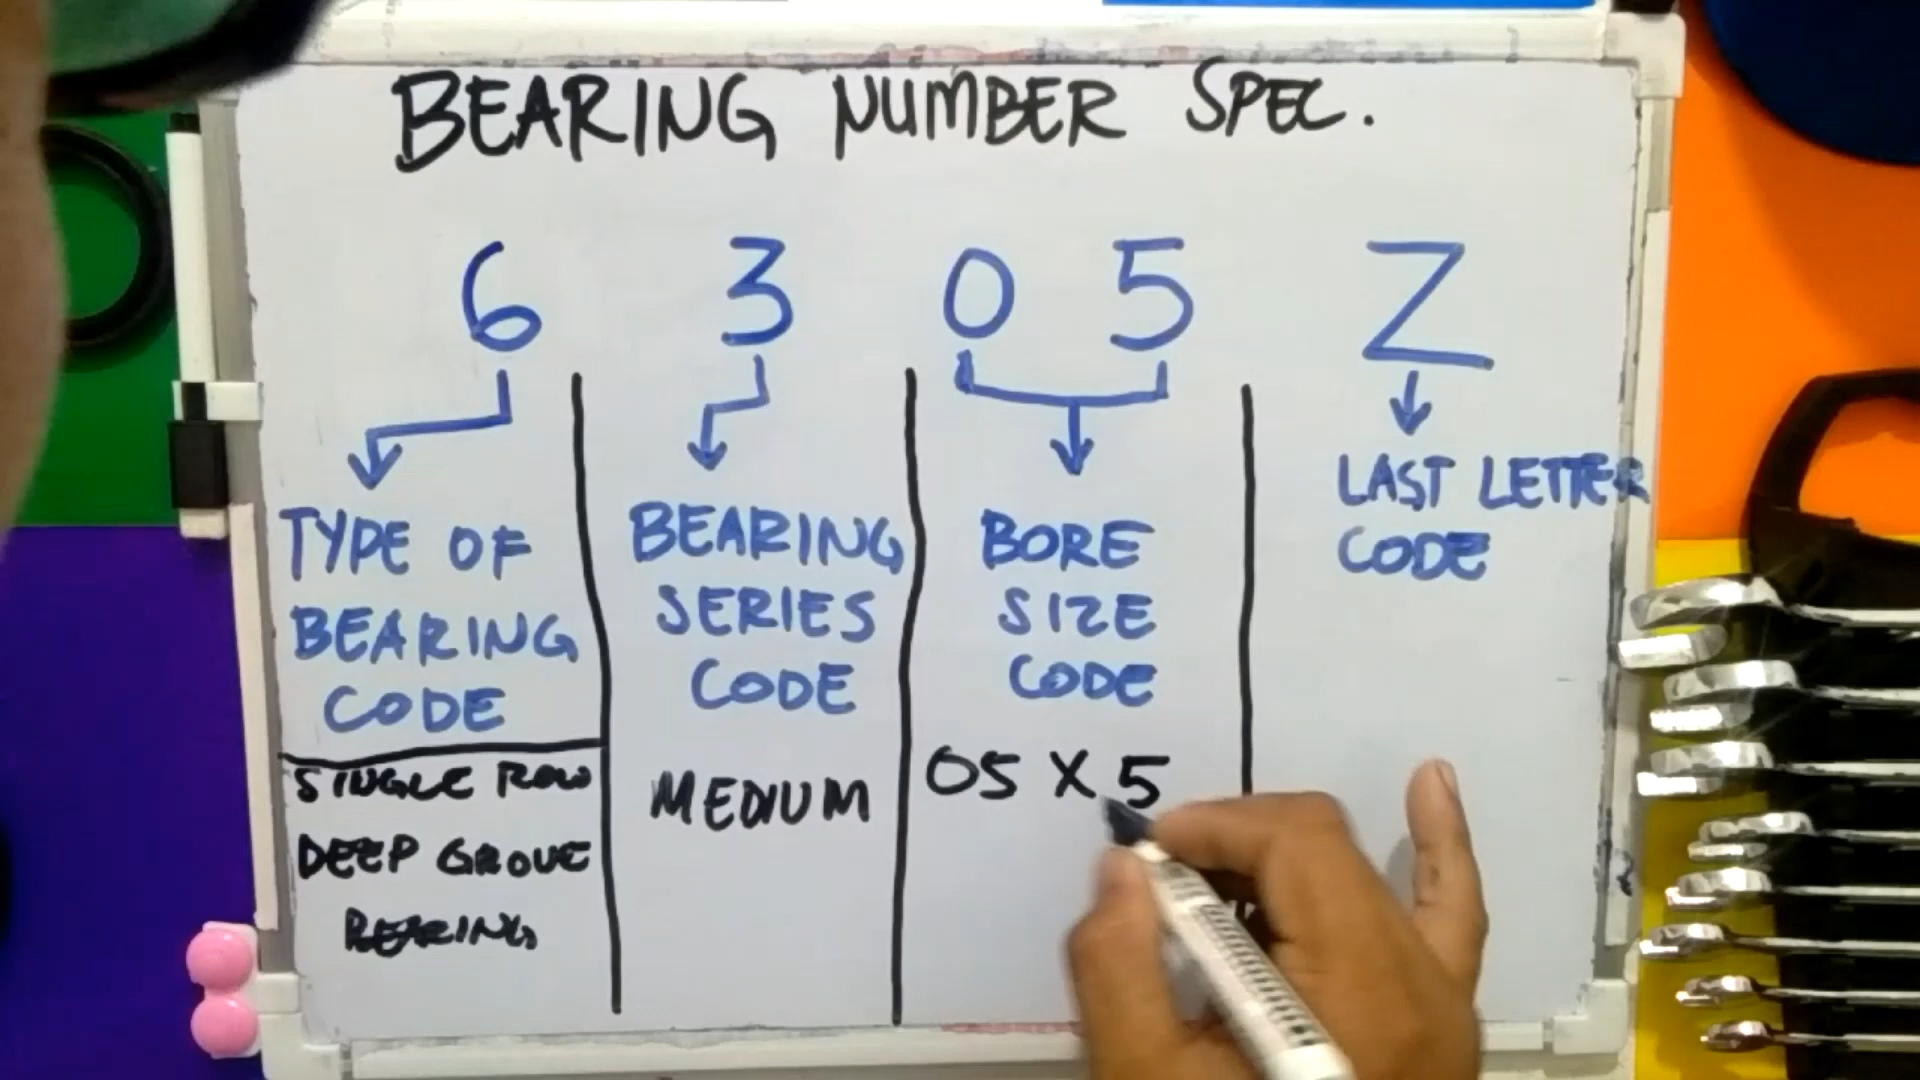 BEARING NUMBER SPEC.
6 3 0 5 Z
TYPE OF
BEARING
CODE
BEARING
SERIES
CODE
BORE
SIZE
CODE
LAST LETTER
CODE
SINGLE ROW
DEEP GROVE
BEARING
MEDIUM
05 X 5